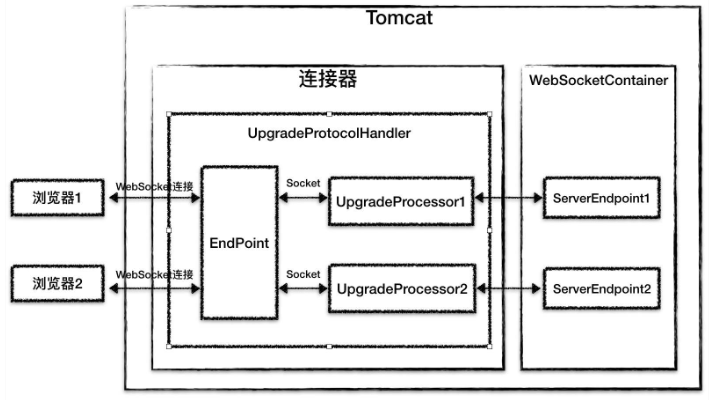 Tomcat
连接器
WebSocketContainer
UpgradeProtocolHandler
浏览器1
WebSocket连接
EndPoint
Socket
UpgradeProcessor1
ServerEndpoint1
浏览器2
WebSocket连接
Socket
UpgradeProcessor2
ServerEndpoint2